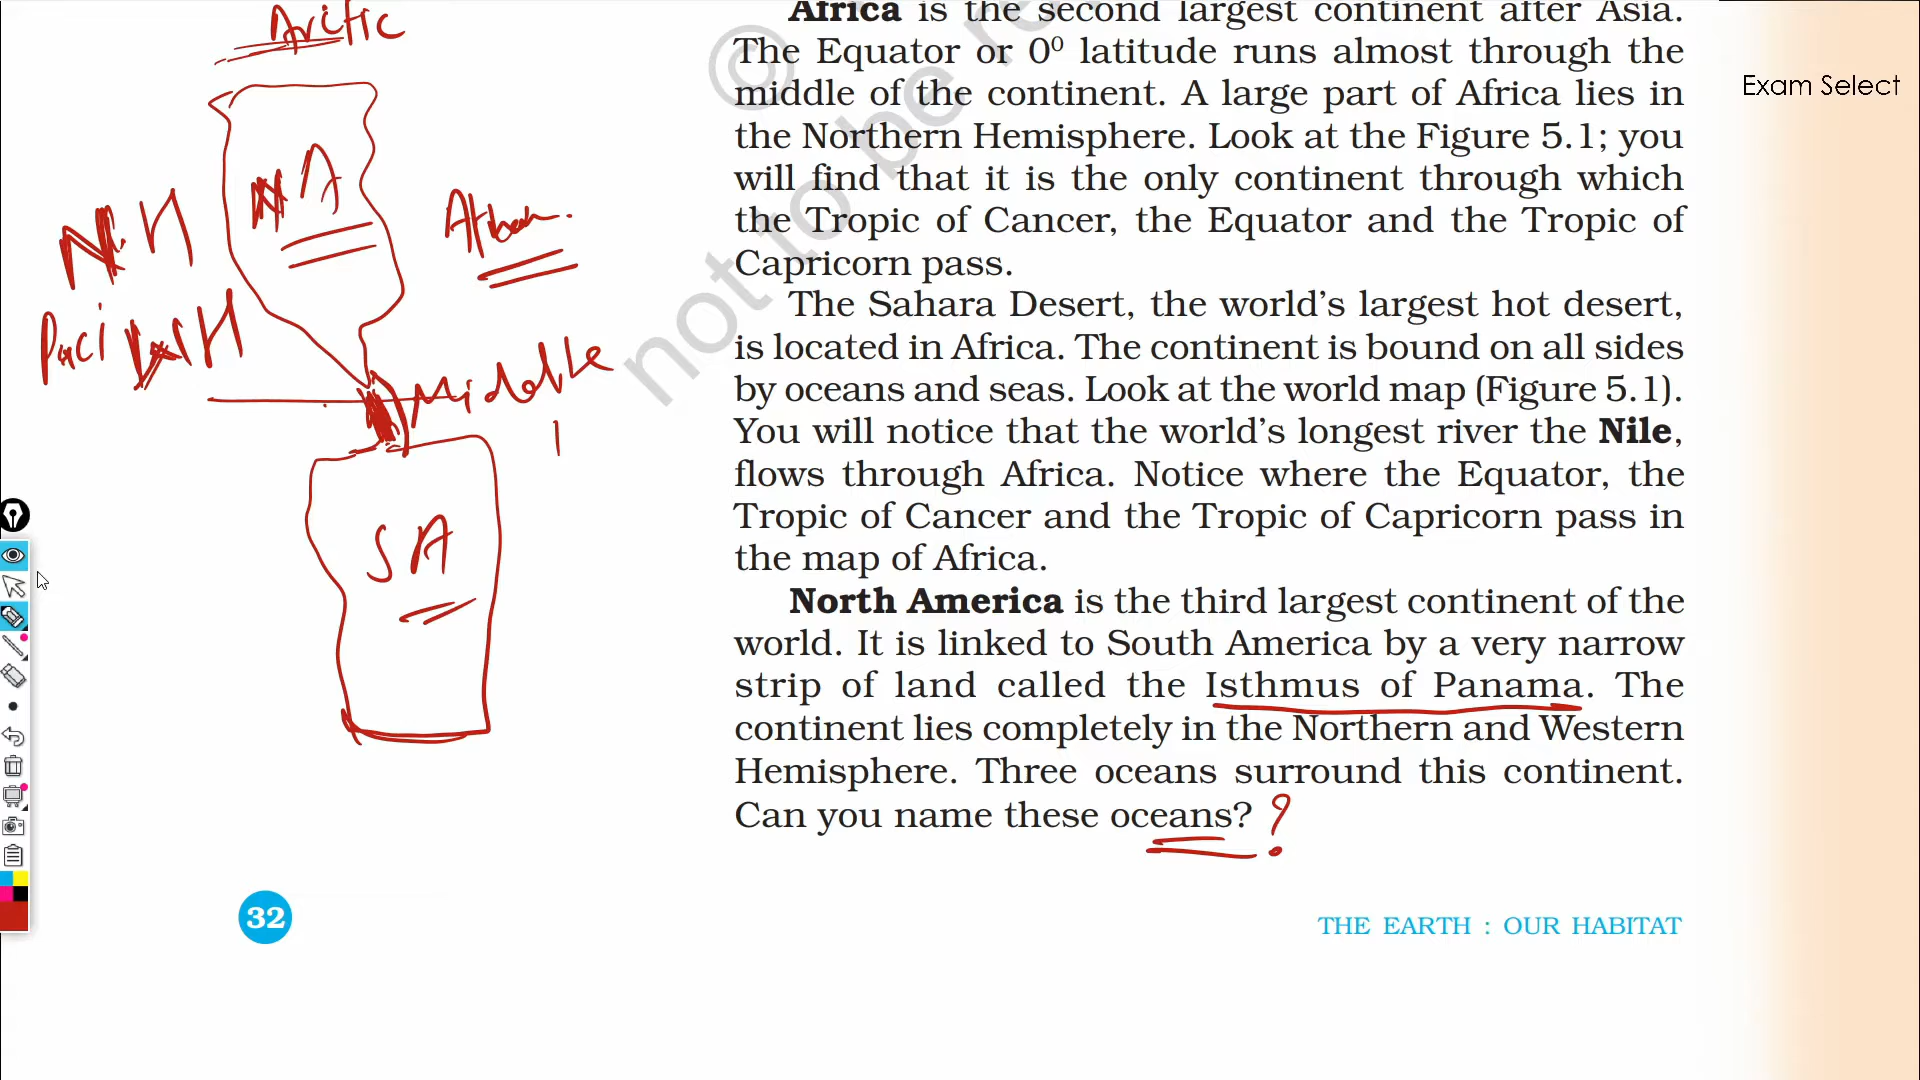 Arctic
NA
N.H
Paci
WH
Middle
SA
© not to be re
Africa is the second largest continent after Asia.
The Equator or 0⁰ latitude runs almost through the
middle of the continent. A large part of Africa lies in
the Northern Hemisphere. Look at the Figure 5.1; you
will find that it is the only continent through which
the Tropic of Cancer, the Equator and the Tropic of
Capricorn pass.
The Sahara Desert, the world’s largest hot desert,
is located in Africa. The continent is bound on all sides
by oceans and seas. Look at the world map (Figure 5.1).
You will notice that the world’s longest river the Nile,
flows through Africa. Notice where the Equator, the
Tropic of Cancer and the Tropic of Capricorn pass in
the map of Africa.
North America is the third largest continent of the
world. It is linked to South America by a very narrow
strip of land called the Isthmus of Panama. The
continent lies completely in the Northern and Western
Hemisphere. Three oceans surround this continent.
Can you name these oceans? ?
Exam Select
32
THE EARTH : OUR HABITAT